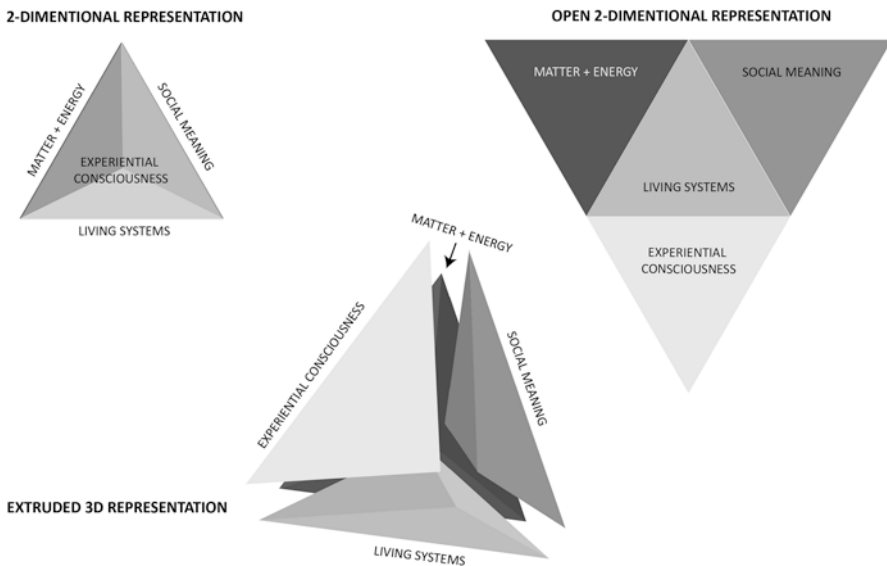 2-DIMENTIONAL REPRESENTATION
MATTER + ENERGY
SOCIAL MEANING
EXPERIENTIAL
CONSCIOUSNESS
LIVING SYSTEMS
OPEN 2-DIMENTIONAL REPRESENTATION
MATTER + ENERGY
SOCIAL MEANING
LIVING SYSTEMS
EXPERIENTIAL
CONSCIOUSNESS
MATTER + ENERGY
EXPERIENTIAL CONSCIOUSNESS
SOCIAL MEANING
EXTRUDED 3D REPRESENTATION
LIVING SYSTEMS